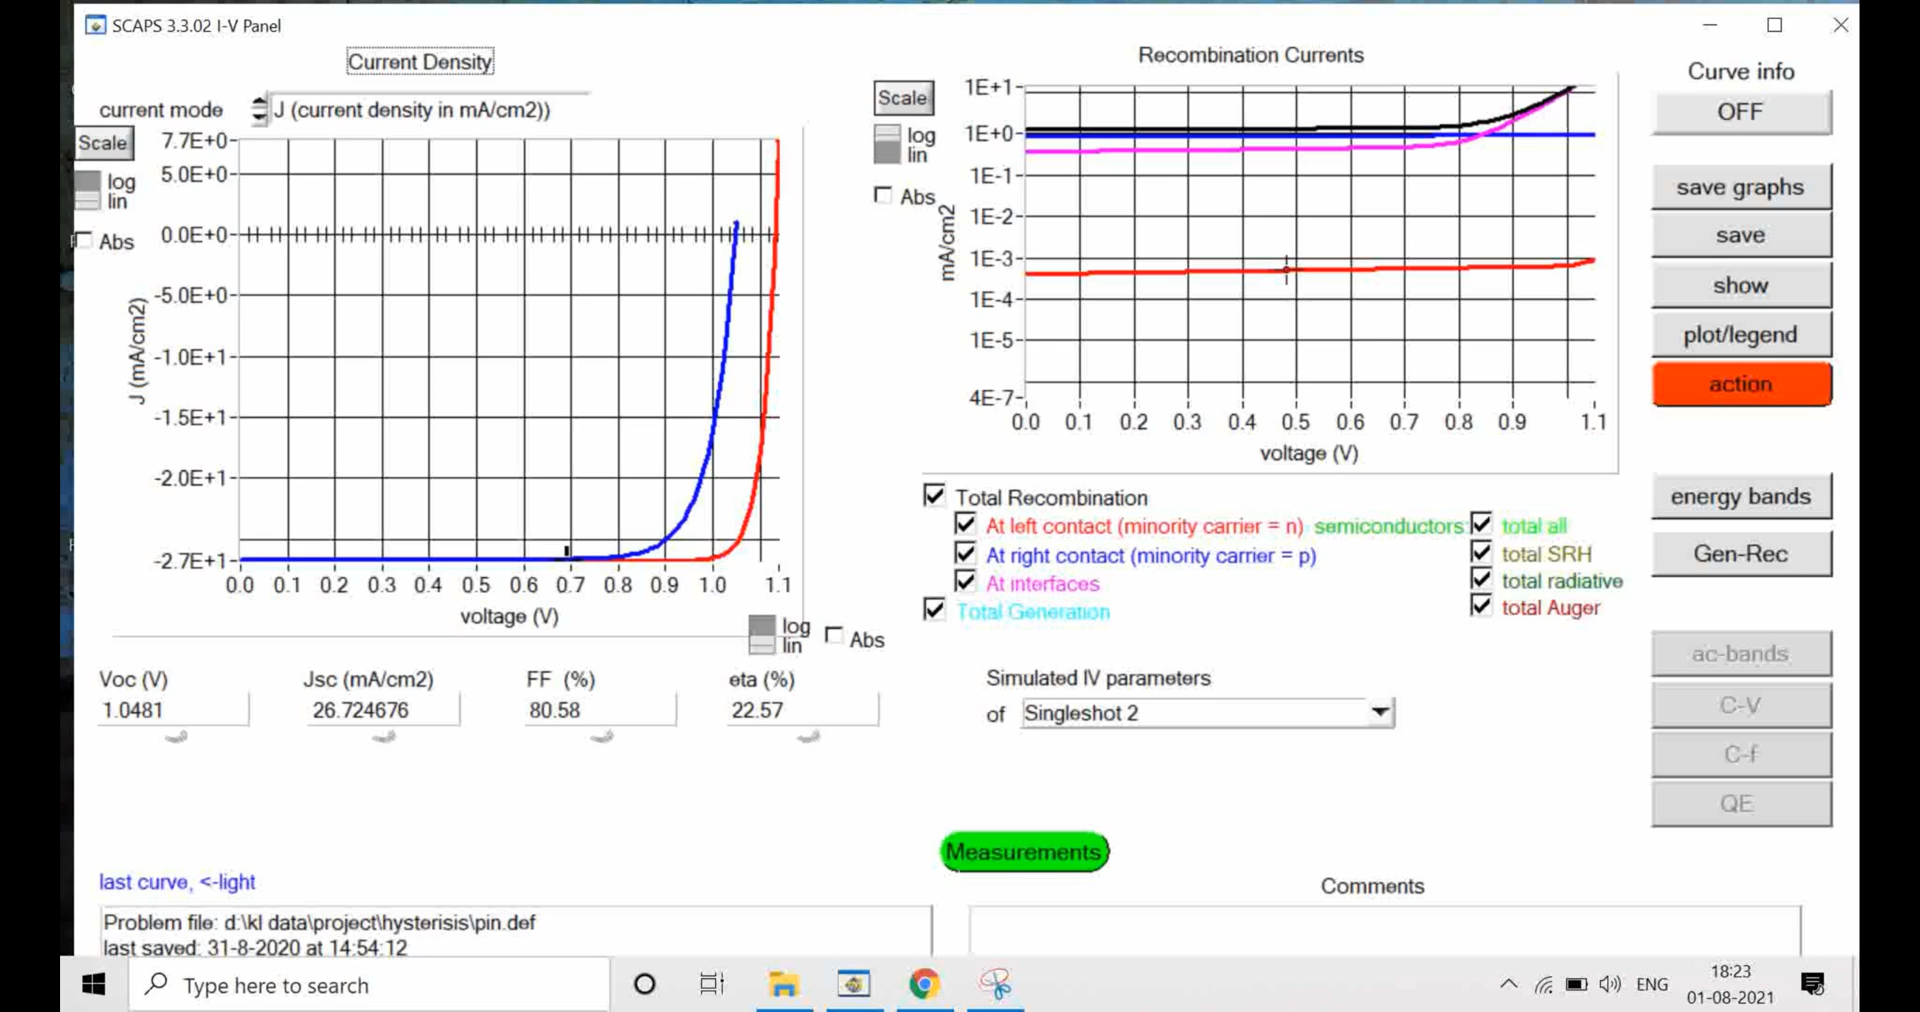 SCAPS 3.3.02 I-V Panel
Current Density
current mode
J (current density in mA/cm2))
Scale
log
lin
Abs
7.7E+0
5.0E+0
0.0E+0
-5.0E+0
-1.0E+1
-1.5E+1
-2.0E+1
-2.7E+1
J (mA/cm2)
0.0 0.1 0.2 0.3 0.4 0.5 0.6 0.7 0.8 0.9 1.0 1.1
voltage (V)
log
lin
Abs
Recombination Currents
Scale
log
lin
Abs
mA/cm2
1E+1
1E+0
1E-1
1E-2
1E-3
1E-4
1E-5
4E-7
0.0 0.1 0.2 0.3 0.4 0.5 0.6 0.7 0.8 0.9 1.1
voltage (V)
Total Recombination
At left contact (minority carrier = n) semiconductors: total all
At right contact (minority carrier = p) total SRH
At interfaces total radiative
Total Generation total Auger
Curve info
OFF
save graphs
save
show
plot/legend
action
energy bands
Gen-Rec
ac-bands
C-V
C-f
QE
Voc (V) Jsc (mA/cm2) FF (%) eta (%)
1.0481 26.724676 80.58 22.57
Simulated IV parameters
of Singleshot 2
Measurements
last curve, <-light
Comments
Problem file: d:\kl data\project\hysterisis\pin.def
last saved: 31-8-2020 at 14:54:12
Type here to search
ENG
18:23
01-08-2021